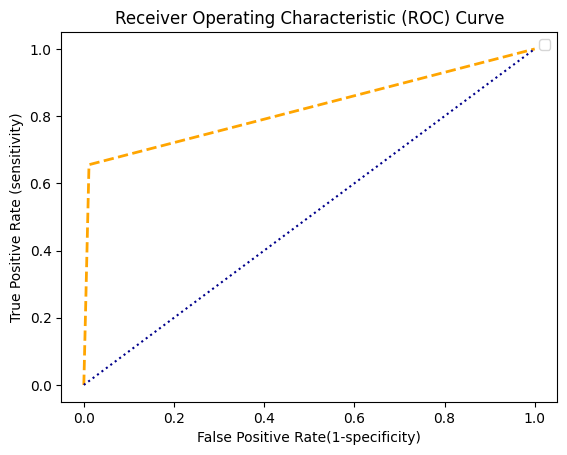 Receiver Operating Characteristic (ROC) Curve
1.0
0.8
0.6
0.4
0.2
0.0
True Positive Rate (sensitivity)
0.0 0.2 0.4 0.6 0.8 1.0
False Positive Rate(1-specificity)